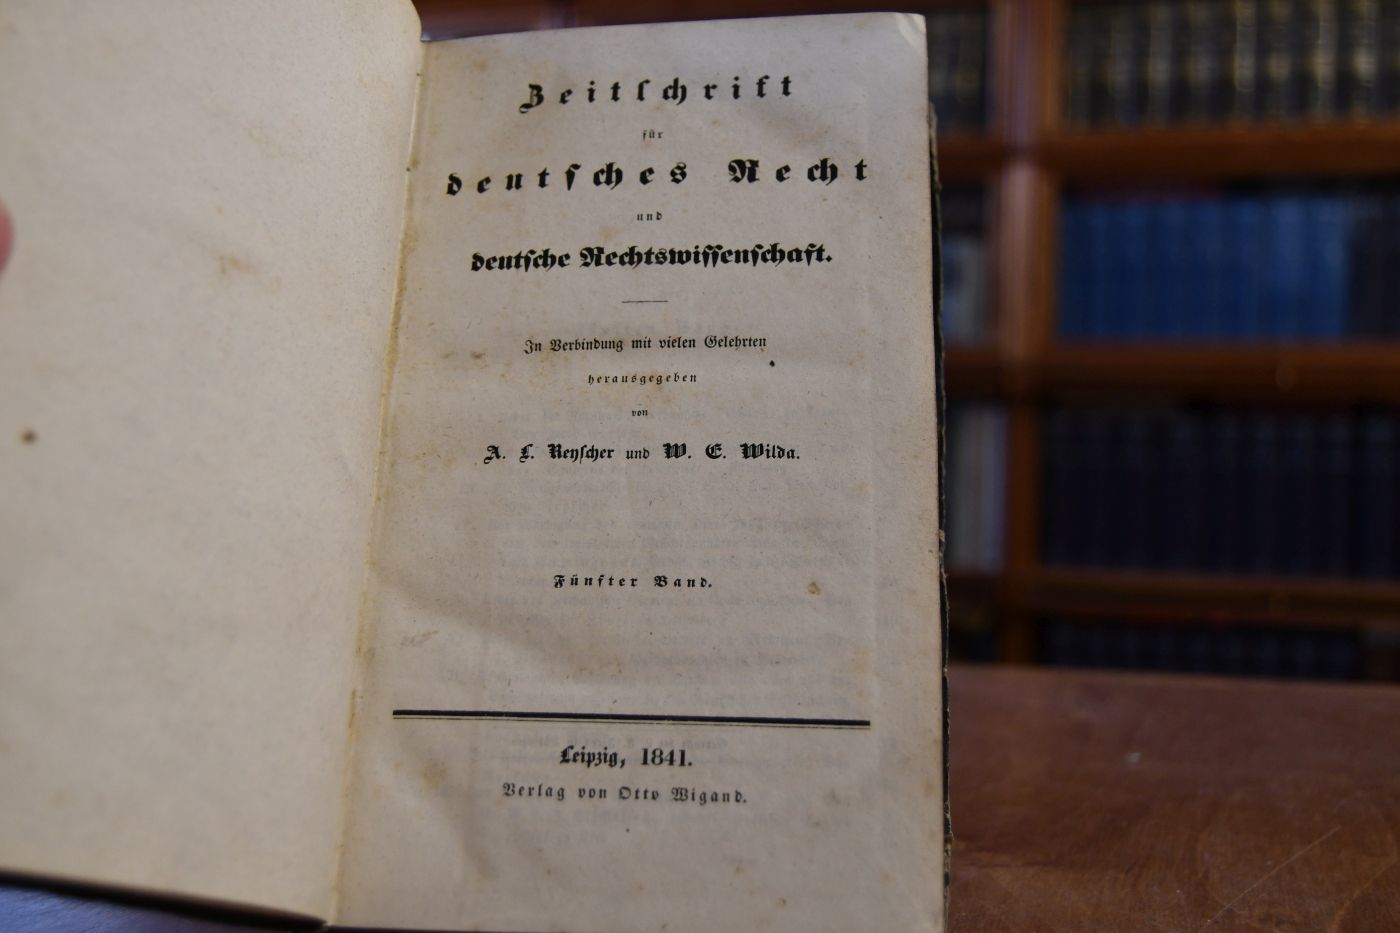 Zeitſchrift
für
deutſches Recht
und
deutſche Rechtswiſſenſchaft.
In Verbindung mit vielen Gelehrten
herausgegeben
von
A. L. Reyſcher und W. E. Wilda.
Fünfter Band.
Leipzig, 1841.
Verlag von Otto Wigand.